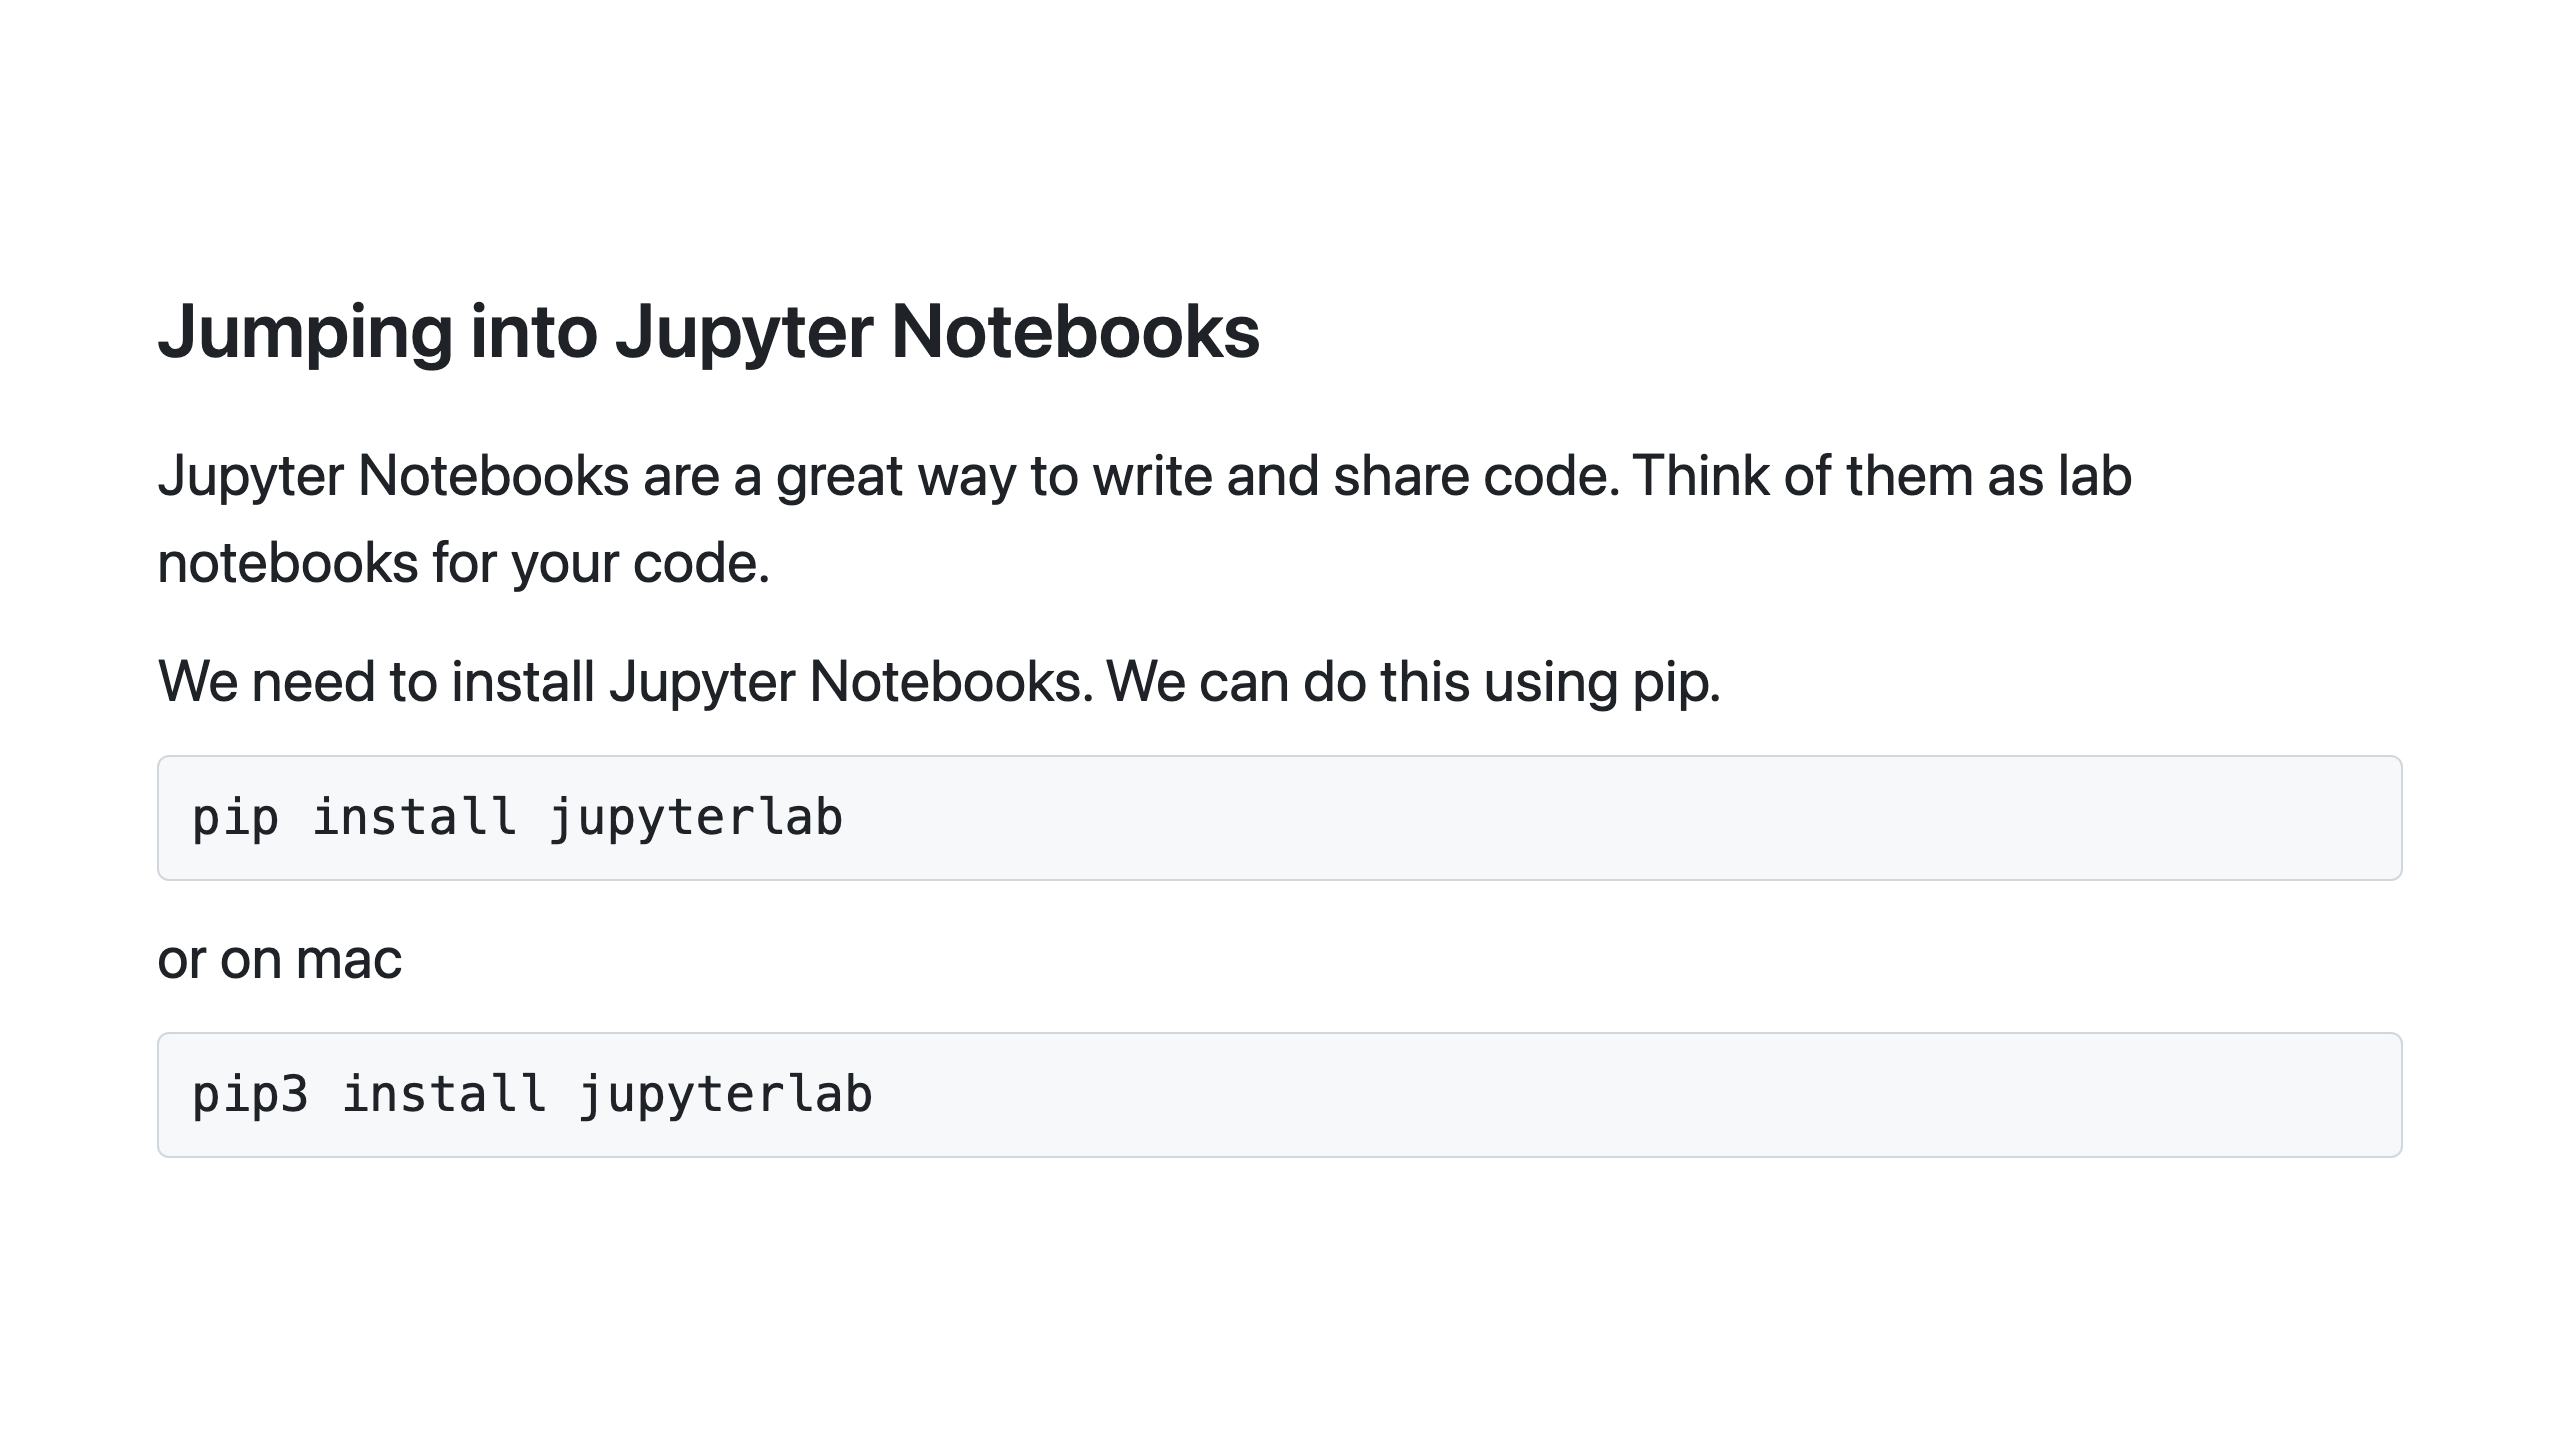 Jumping into Jupyter Notebooks
Jupyter Notebooks are a great way to write and share code. Think of them as lab
notebooks for your code.
We need to install Jupyter Notebooks. We can do this using pip.
pip install jupyterlab
or on mac
pip3 install jupyterlab